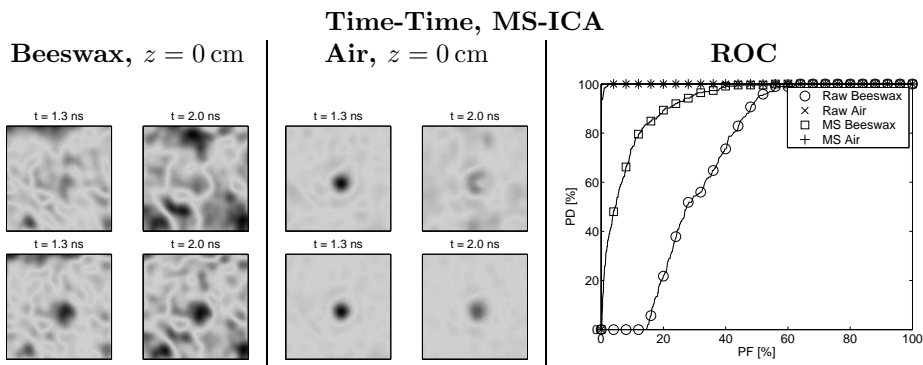 Time-Time, MS-ICA
Beeswax, z = 0 cm
Air, z = 0 cm
ROC
t = 1.3 ns
t = 2.0 ns
t = 1.3 ns
t = 2.0 ns
t = 1.3 ns
t = 2.0 ns
t = 1.3 ns
t = 2.0 ns
100
80
60
40
20
0
PD [%]
Raw Beeswax
Raw Air
MS Beeswax
MS Air
0
20
40
60
80
100
PF [%]